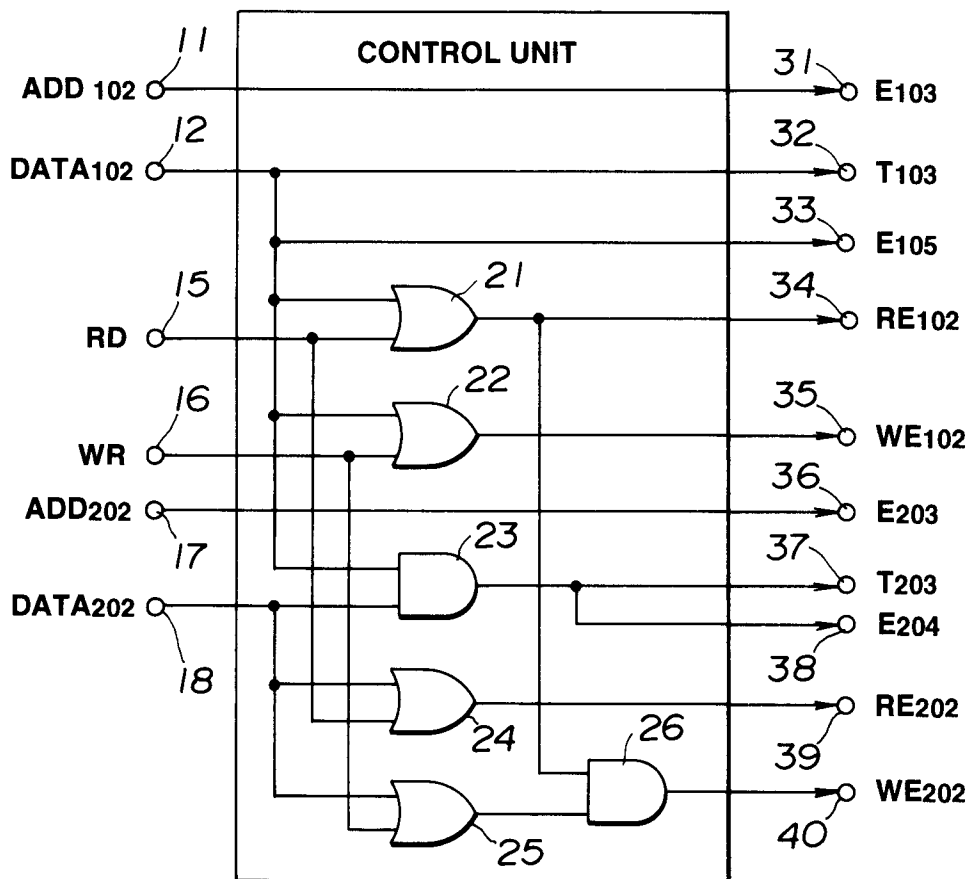 CONTROL UNIT
11
ADD 102
31
E103
12
DATA102
32
T103
33
E105
15
RD
21
34
RE102
16
WR
22
35
WE102
ADD202
17
36
E203
23
37
T203
DATA202
18
E204
38
24
RE202
39
26
25
WE202
40